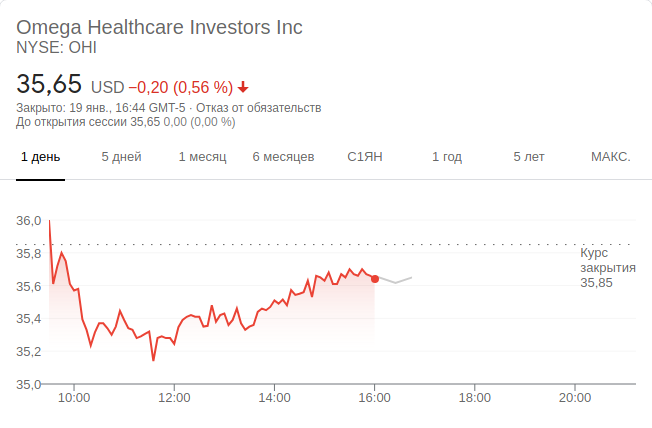 Omega Healthcare Investors Inc
NYSE: OHI
35,65 USD −0,20 (0,56 %)
Закрыто: 19 янв., 16:44 GMT-5 · Отказ от обязательств
До открытия сессии 35,65 0,00 (0,00 %)
1 день 5 дней 1 месяц 6 месяцев С1ЯН 1 год 5 лет МАКС.
36,0
35,8
35,6
35,4
35,2
35,0
Курс
закрытия
35,85
10:00 12:00 14:00 16:00 18:00 20:00